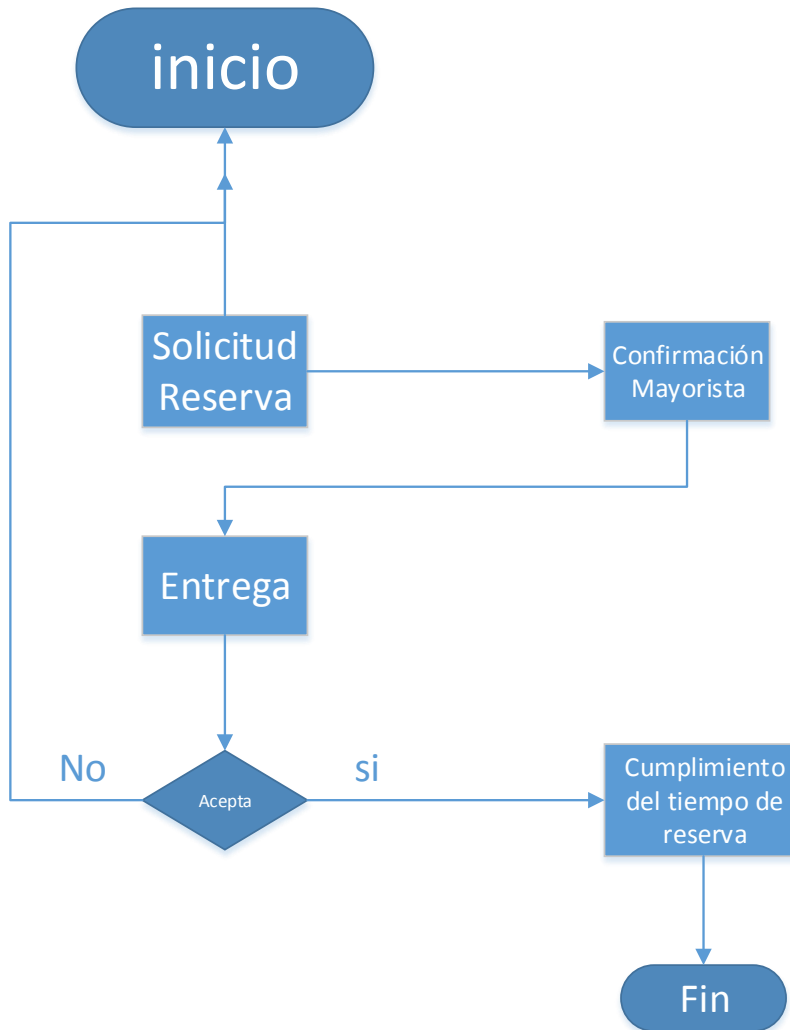 inicio
Solicitud
Reserva
Confirmación
Mayorista
Entrega
No
si
Acepta
Cumplimiento
del tiempo de
reserva
Fin